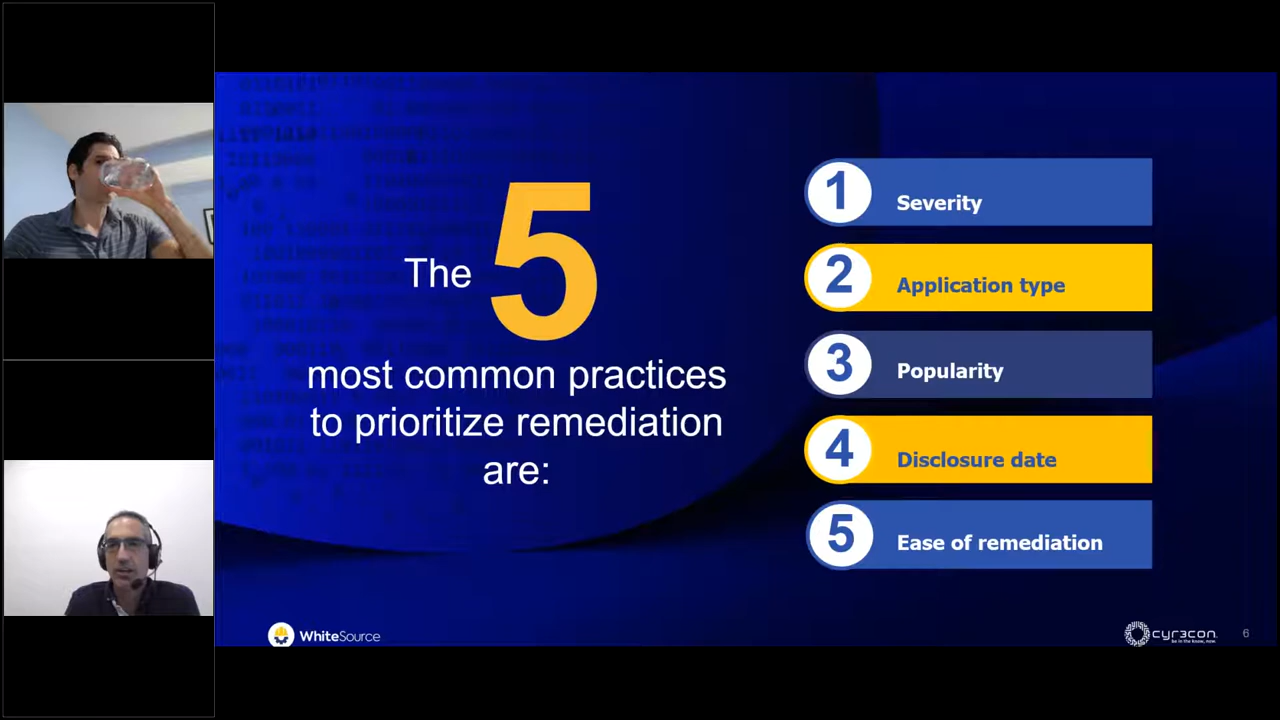 The 5
most common practices
to prioritize remediation
are:
1 Severity
2 Application type
3 Popularity
4 Disclosure date
5 Ease of remediation
WhiteSource
cyr3con
6